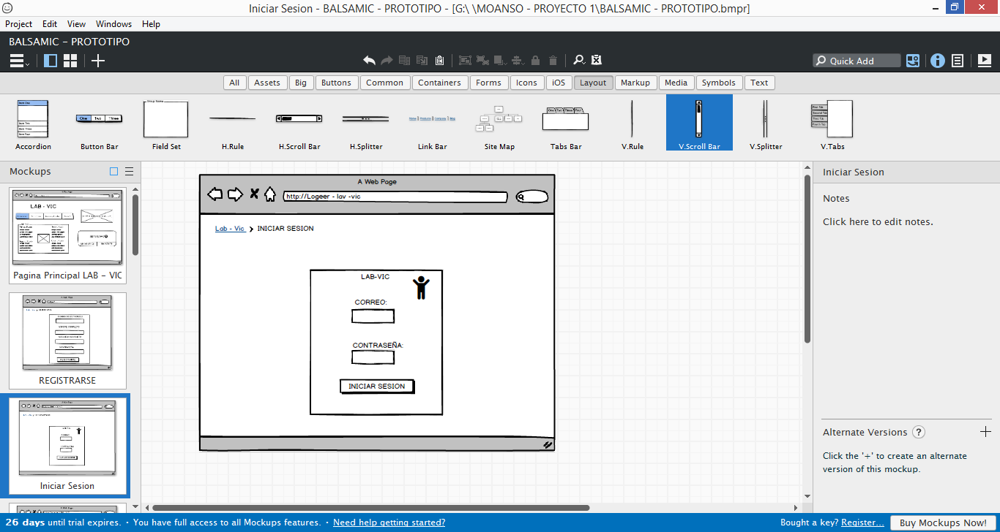 Iniciar Sesion - BALSAMIC - PROTOTIPO - [G:\ \MOANSO - PROYECTO 1\BALSAMIC - PROTOTIPO.bmpr]
Project Edit View Windows Help
BALSAMIC - PROTOTIPO
Quick Add
All Assets Big Buttons Common Containers Forms Icons iOS Layout Markup Media Symbols Text
Accordion Button Bar Field Set H.Rule H.Scroll Bar H.Splitter Link Bar Site Map Tabs Bar V.Rule V.Scroll Bar V.Splitter V.Tabs
Mockups
LAB - VIC
Pagina Principal LAB - VIC
REGISTRARSE
Iniciar Sesion
A Web Page
http://Logeer - lav -vic
Lab - Vic > INICIAR SESION
LAB-VIC
CORREO:
CONTRASEÑA:
INICIAR SESION
Iniciar Sesion
Notes
Click here to edit notes.
Alternate Versions ?
Click the '+' to create an alternate
version of this mockup.
26 days until trial expires. · You have full access to all Mockups features. · Need help getting started?
Bought a key? Register... Buy Mockups Now!